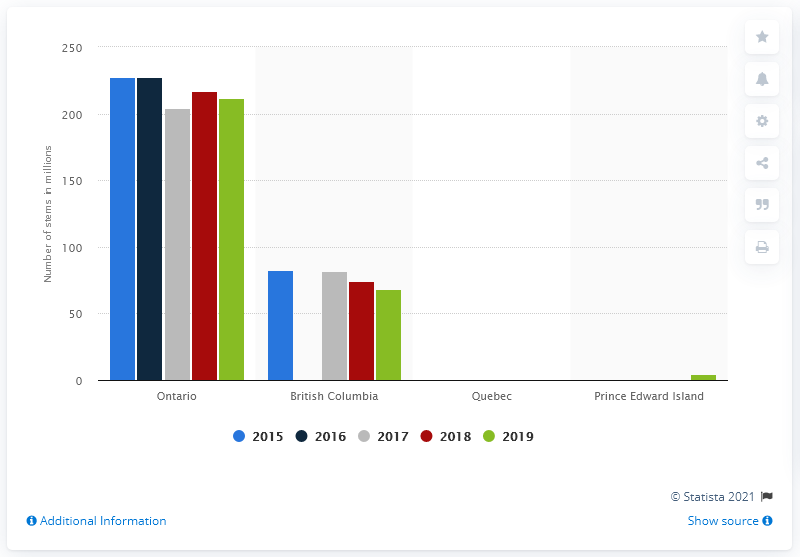 250
200
150
100
50
0
Number of stems in millions
Ontario
British Columbia
Quebec
Prince Edward Island
2015 2016 2017 2018 2019
© Statista 2021
Additional Information
Show source